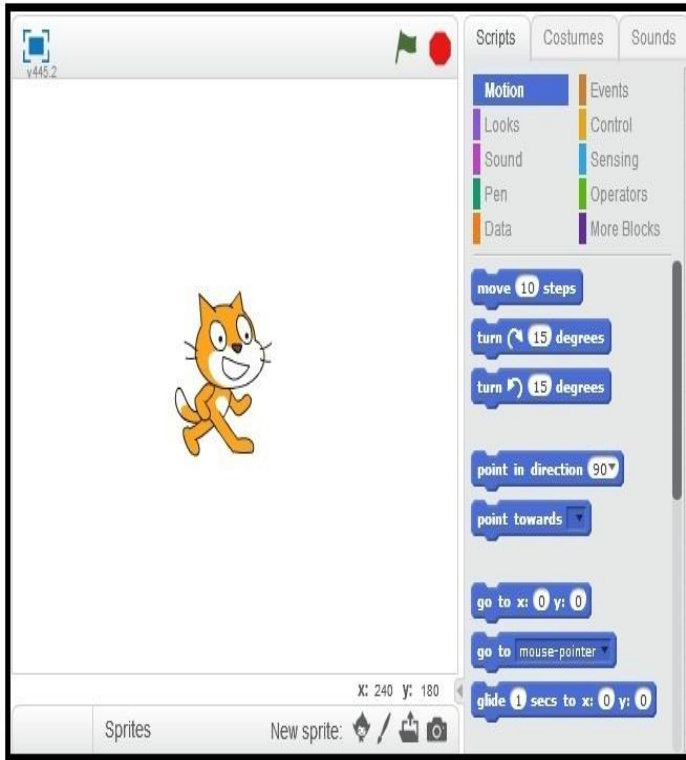 v445.2
Scripts Costumes Sounds
Motion Events
Looks Control
Sound Sensing
Pen Operators
Data More Blocks
move 10 steps
turn 15 degrees
turn 15 degrees
point in direction 90
point towards
go to x: 0 y: 0
go to mouse-pointer
glide 1 secs to x: 0 y: 0
x: 240 y: 180
Sprites New sprite: